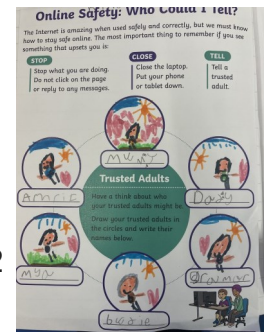 Online Safety: Who Could I Tell?
The Internet is amazing when used safely and correctly, but we must know
how to stay safe online. The most important thing to remember if you see
something that upsets you is:
STOP
Stop what you are doing.
Do not click on the page
or reply to any messages.
CLOSE
Close the laptop.
Put your phone
or tablet down.
TELL
Tell a
trusted
adult.
Trusted Adults
Have a think about who
your trusted adults might be.
Draw your trusted adults in
the circles and write their
names below.
2